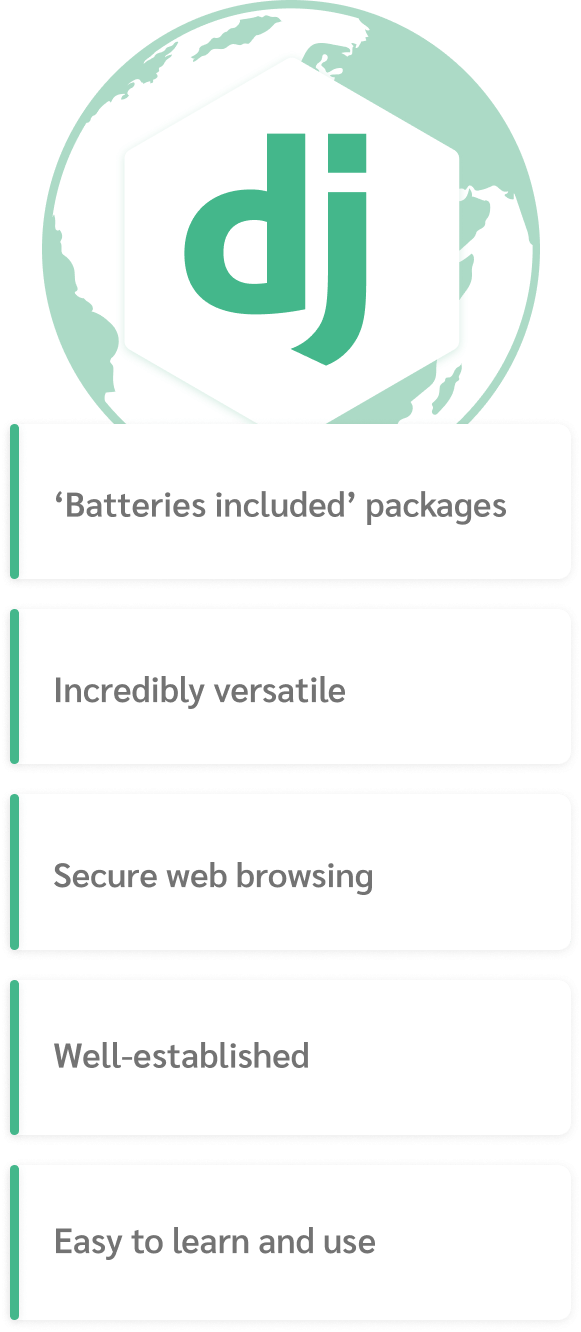 dj
‘Batteries included’ packages
Incredibly versatile
Secure web browsing
Well-established
Easy to learn and use